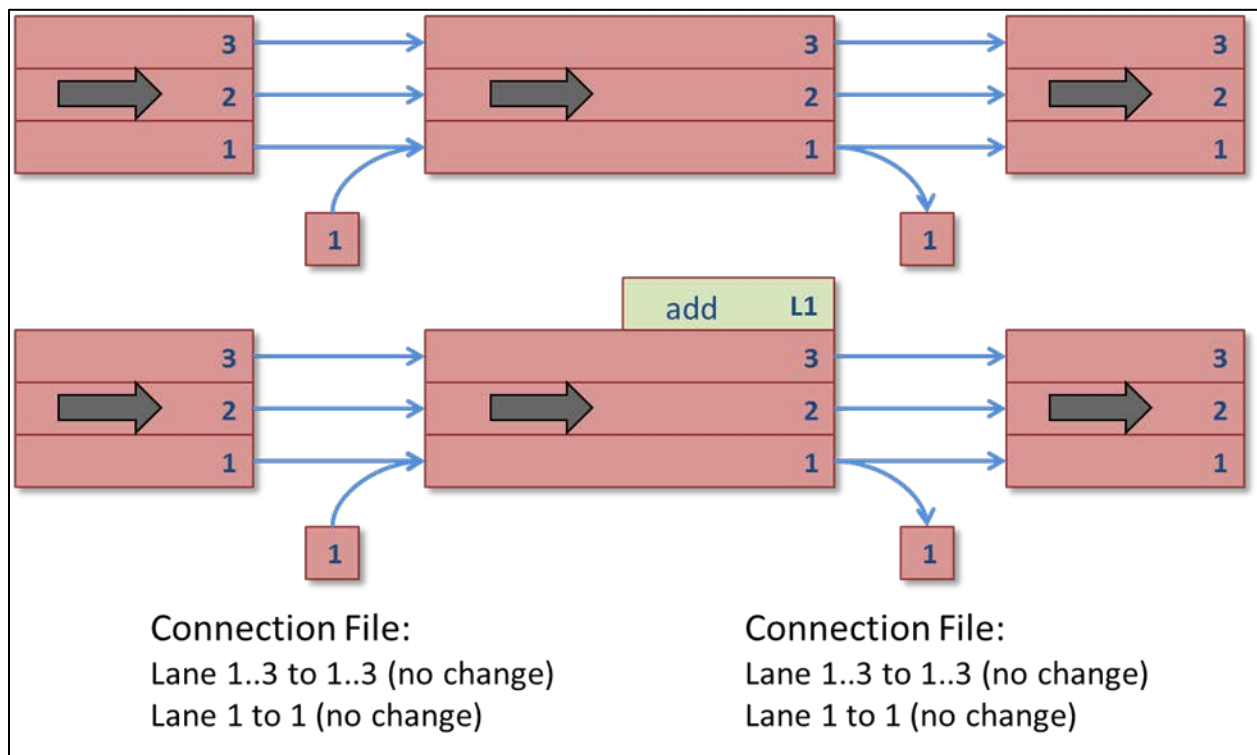 3 3 3
2 2 2
1 1 1
1 1
add L1
3 3 3
2 2 2
1 1 1
1 1
Connection File: Connection File:
Lane 1..3 to 1..3 (no change) Lane 1..3 to 1..3 (no change)
Lane 1 to 1 (no change) Lane 1 to 1 (no change)